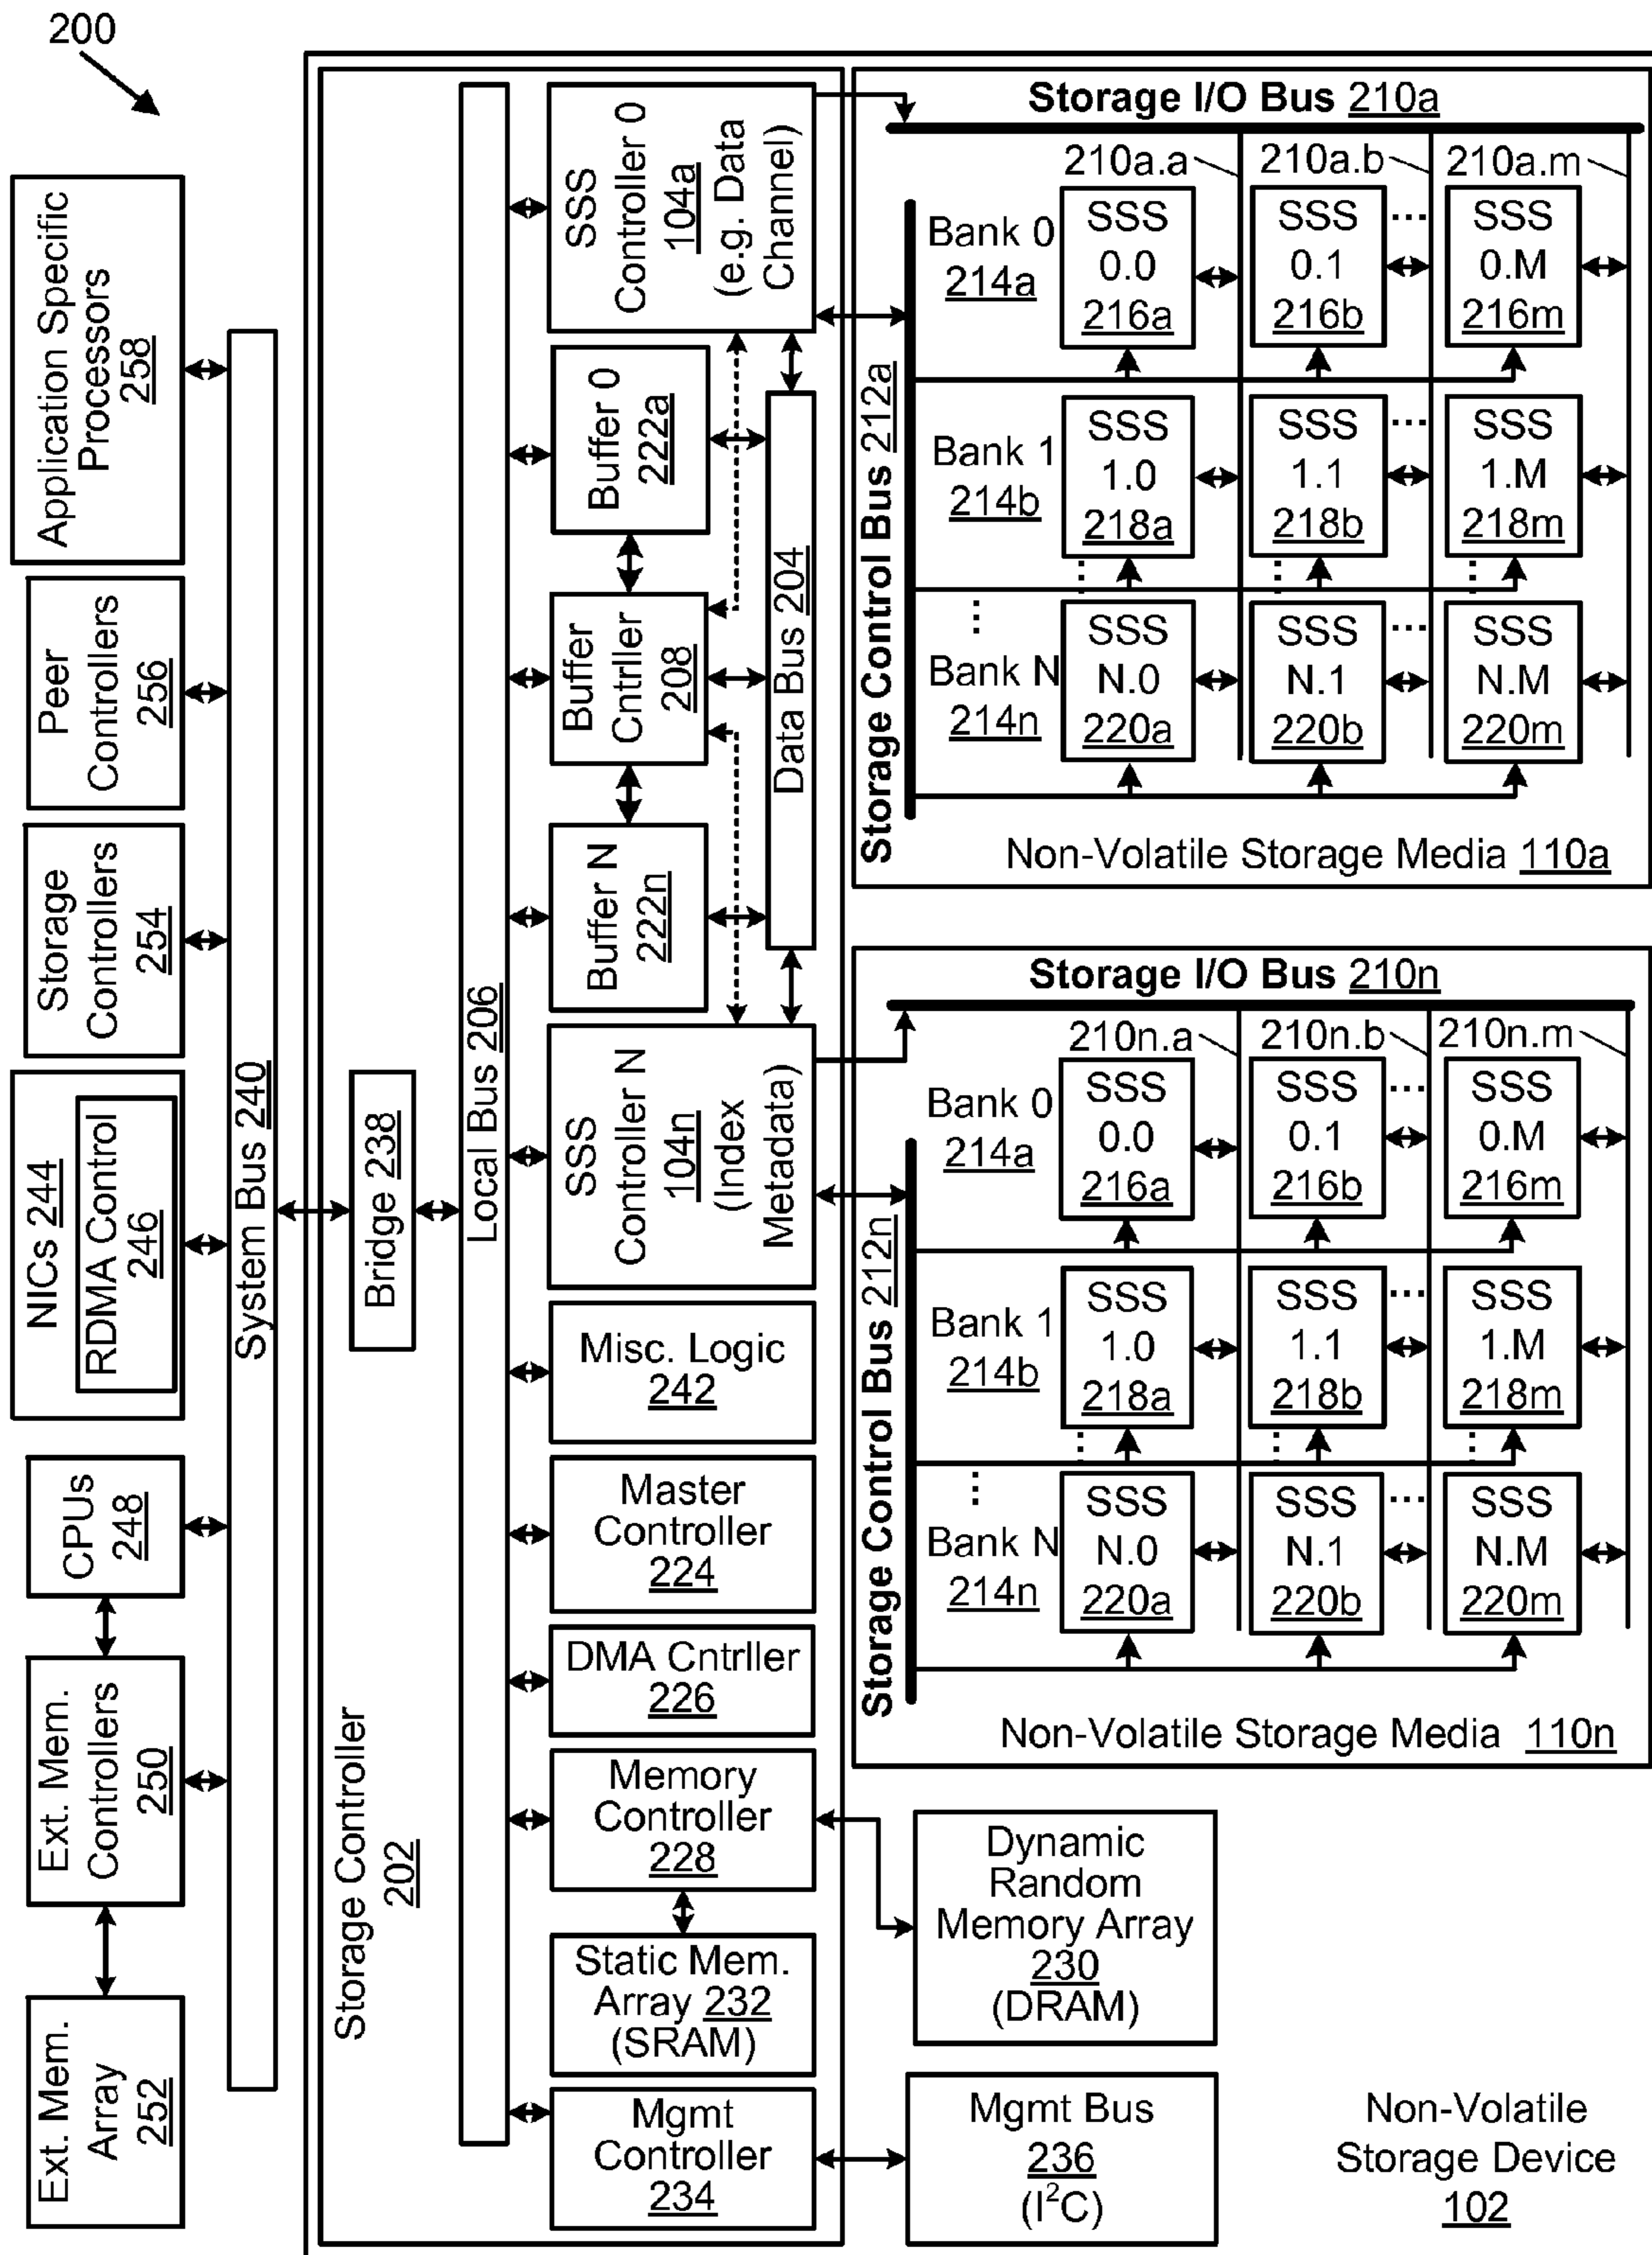 200
Application Specific
Processors
258
Peer
Controllers
256
Storage
Controllers
254
NICs 244
RDMA Control
246
CPUs
248
Ext. Mem.
Controllers
250
Ext. Mem.
Array
252
System Bus 240
Storage Controller
202
Bridge 238
Local Bus 206
SSS
Controller 0
104a
(e.g. Data
Channel)
Buffer 0
222a
Buffer
Cntrller
208
Buffer N
222n
Data Bus 204
SSS
Controller N
104n
(Index
Metadata)
Misc. Logic
242
Master
Controller
224
DMA Cntrller
226
Memory
Controller
228
Static Mem.
Array 232
(SRAM)
Mgmt
Controller
234
Storage I/O Bus 210a
210a.a
210a.b
210a.m
Storage Control Bus 212a
Bank 0
214a
SSS
0.0
216a
SSS
0.1
216b
...
SSS
0.M
216m
Bank 1
214b
SSS
1.0
218a
SSS
1.1
218b
...
SSS
1.M
218m
Bank N
214n
SSS
N.0
220a
SSS
N.1
220b
...
SSS
N.M
220m
Non-Volatile Storage Media 110a
Storage I/O Bus 210n
210n.a
210n.b
210n.m
Storage Control Bus 212n
Bank 0
214a
SSS
0.0
216a
SSS
0.1
216b
...
SSS
0.M
216m
Bank 1
214b
SSS
1.0
218a
SSS
1.1
218b
...
SSS
1.M
218m
Bank N
214n
SSS
N.0
220a
SSS
N.1
220b
...
SSS
N.M
220m
Non-Volatile Storage Media 110n
Dynamic
Random
Memory Array
230
(DRAM)
Mgmt Bus
236
(I²C)
Non-Volatile
Storage Device
102